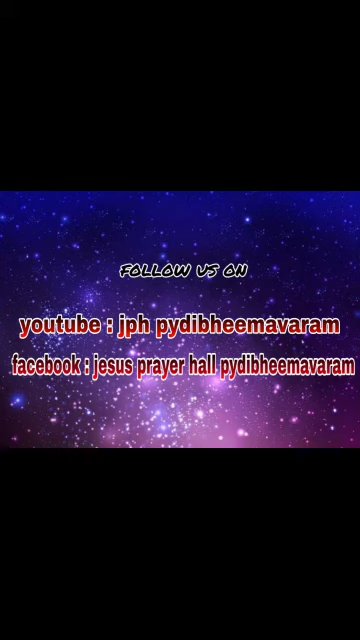 FOLLOW US ON
youtube : jph pydibheemavaram
facebook : jesus prayer hall pydibheemavaram